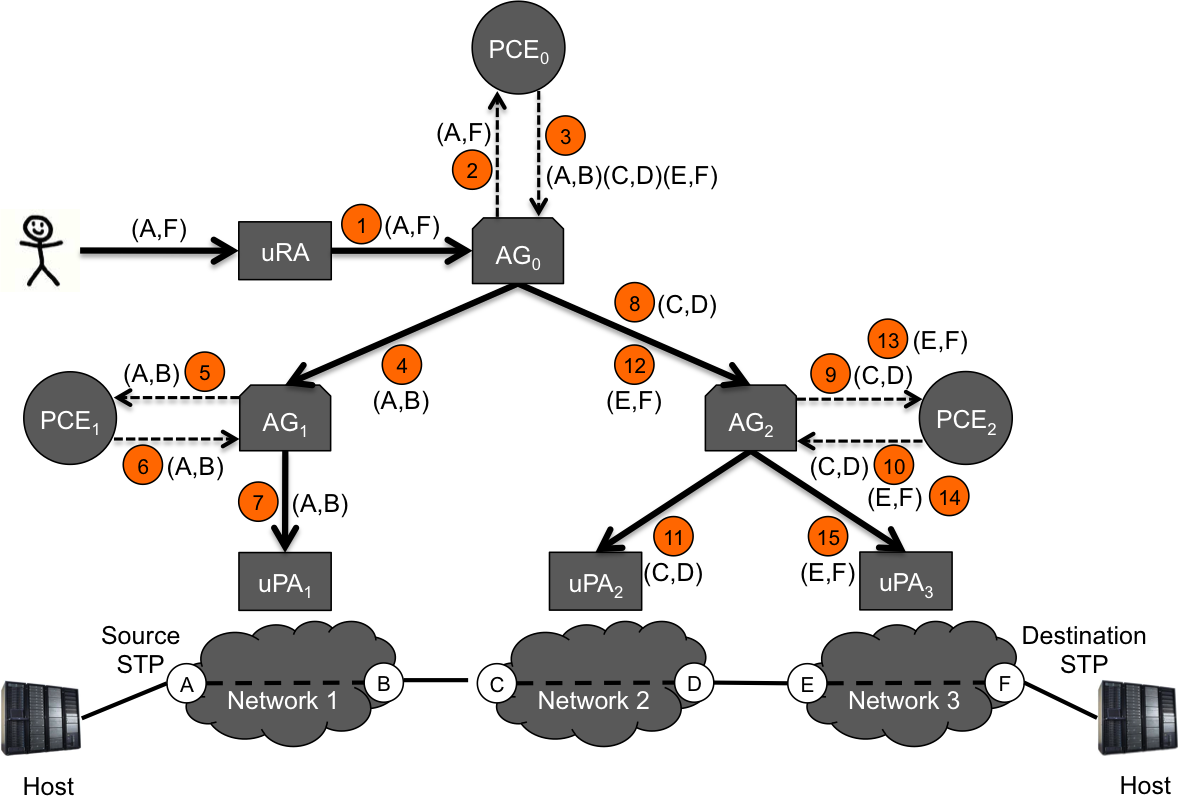 PCE₀
(A,F)
3
2
(A,B)(C,D)(E,F)
(A,F)
1 (A,F)
uRA
AG₀
8 (C,D)
13 (E,F)
(A,B) 5
4
12
9 (C,D)
(A,B)
(E,F)
PCE₁
AG₁
AG₂
PCE₂
6 (A,B)
(C,D) 10
(E,F) 14
7 (A,B)
11
15
(C,D)
(E,F)
uPA₁
uPA₂
uPA₃
Source
STP
Destination
STP
A
B
C
D
E
F
Network 1
Network 2
Network 3
Host
Host